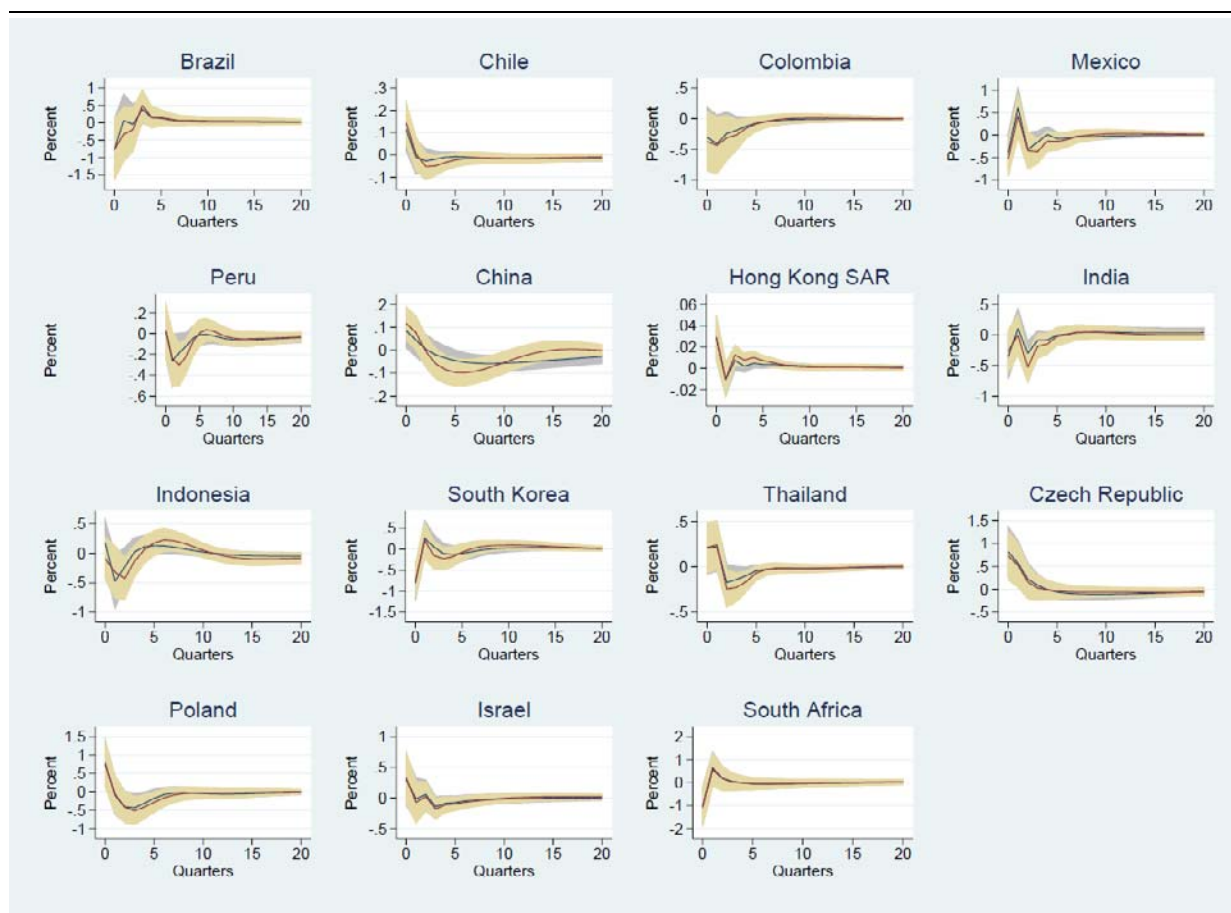 Brazil
Percent
1
.5
0
-.5
-1
-1.5
0 5 10 15 20
Quarters
Chile
Percent
.3
.2
.1
0
-.1
0 5 10 15 20
Quarters
Colombia
Percent
.5
0
-.5
-1
0 5 10 15 20
Quarters
Mexico
Percent
1
.5
0
-.5
-1
0 5 10 15 20
Quarters
Peru
Percent
.2
0
-.2
-.4
-.6
0 5 10 15 20
Quarters
China
Percent
.2
.1
0
-.1
-.2
0 5 10 15 20
Quarters
Hong Kong SAR
Percent
.06
.04
.02
0
-.02
0 5 10 15 20
Quarters
India
Percent
.5
0
-.5
-1
0 5 10 15 20
Quarters
Indonesia
Percent
.5
0
-.5
-1
0 5 10 15 20
Quarters
South Korea
Percent
1
.5
0
-.5
-1
-1.5
0 5 10 15 20
Quarters
Thailand
Percent
.5
0
-.5
0 5 10 15 20
Quarters
Czech Republic
Percent
1.5
1
.5
0
-.5
0 5 10 15 20
Quarters
Poland
Percent
1.5
1
.5
0
-.5
-1
0 5 10 15 20
Quarters
Israel
Percent
1
.5
0
-.5
0 5 10 15 20
Quarters
South Africa
Percent
2
1
0
-1
-2
0 5 10 15 20
Quarters